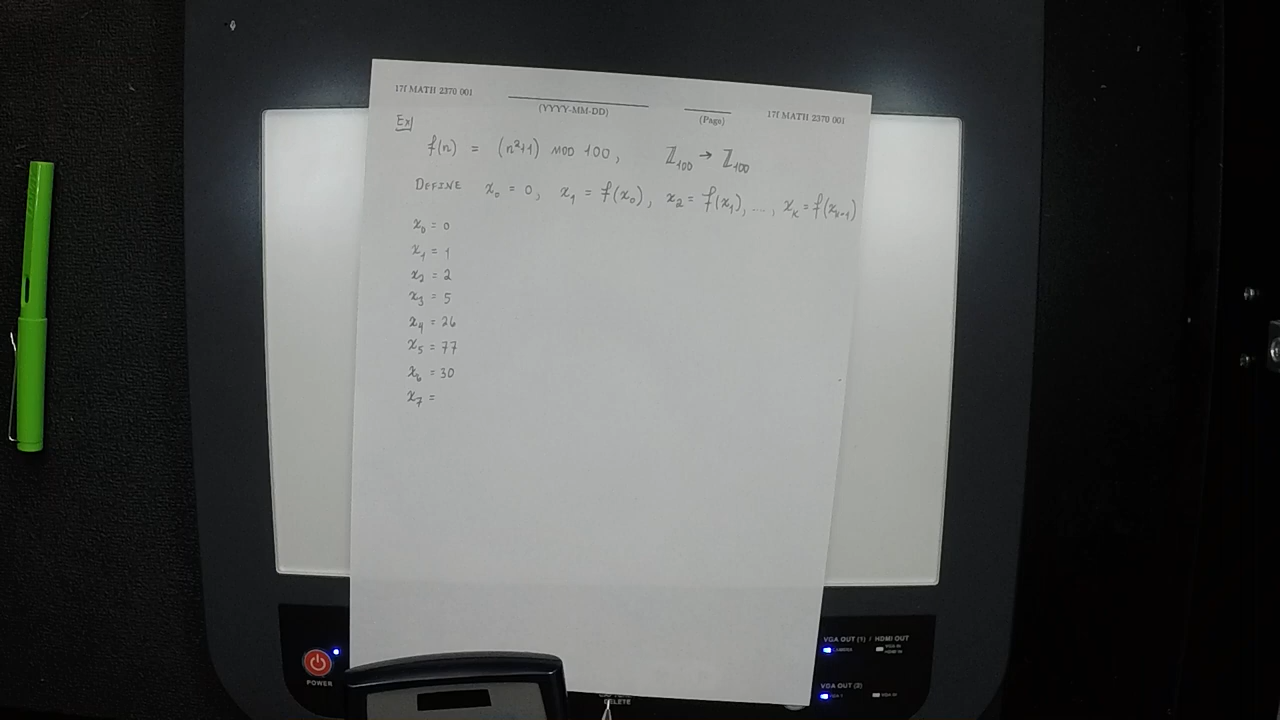 17f MATH 2370 001 (YYYY-MM-DD) (Page) 17f MATH 2370 001
Ex/
f(n) = (n²+1) MOD 100, ℤ₁₀₀ → ℤ₁₀₀
DEFINE x₀ = 0, x₁ = f(x₀), x₂ = f(x₁), ...., xₖ = f(xₖ₋₁)
x₀ = 0
x₁ = 1
x₂ = 2
x₃ = 5
x₄ = 26
x₅ = 77
x₆ = 30
x₇ =
POWER
VGA OUT (1) / HDMI OUT
CAMERA
VGA OUT (2)
DELETE